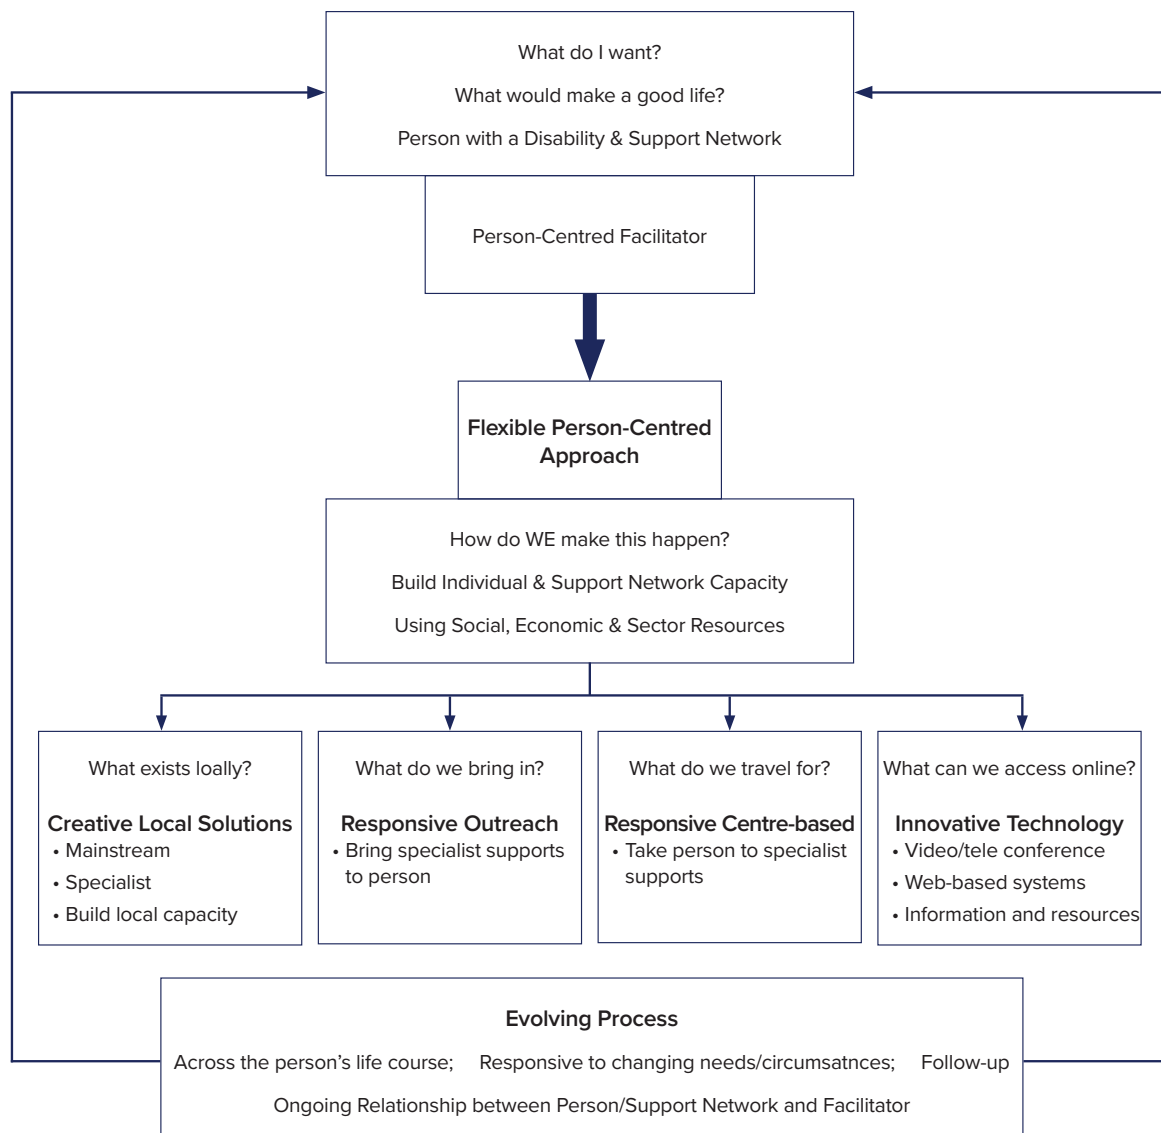 What do I want?
What would make a good life?
Person with a Disability & Support Network
Person-Centred Facilitator
Flexible Person-Centred
Approach
How do WE make this happen?
Build Individual & Support Network Capacity
Using Social, Economic & Sector Resources
What exists loally?
Creative Local Solutions
• Mainstream
• Specialist
• Build local capacity
What do we bring in?
Responsive Outreach
• Bring specialist supports
to person
What do we travel for?
Responsive Centre-based
• Take person to specialist
supports
What can we access online?
Innovative Technology
• Video/tele conference
• Web-based systems
• Information and resources
Evolving Process
Across the person’s life course; Responsive to changing needs/circumsatnces; Follow-up
Ongoing Relationship between Person/Support Network and Facilitator